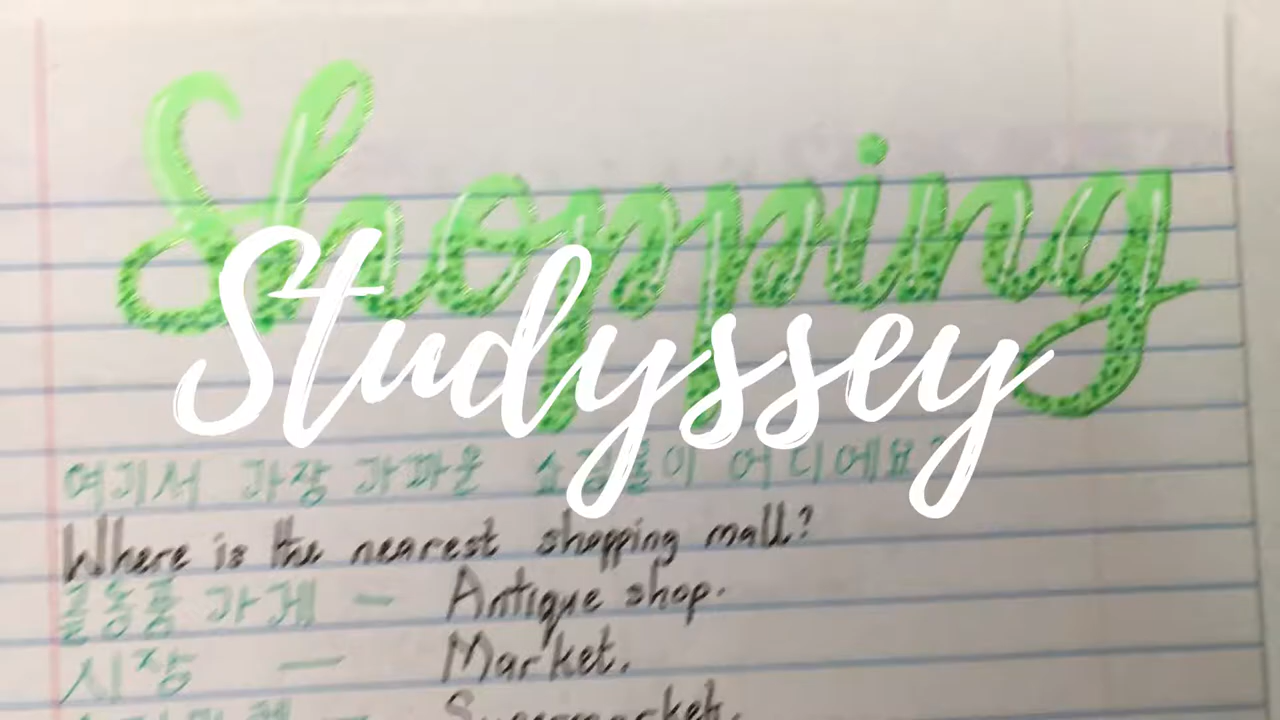 Shopping
Studyssey
여기서 가장 가까운 쇼핑몰이 어디에요?
Where is the nearest shopping mall?
골동품 가게 — Antique shop.
시장 — Market.
Supermarket.